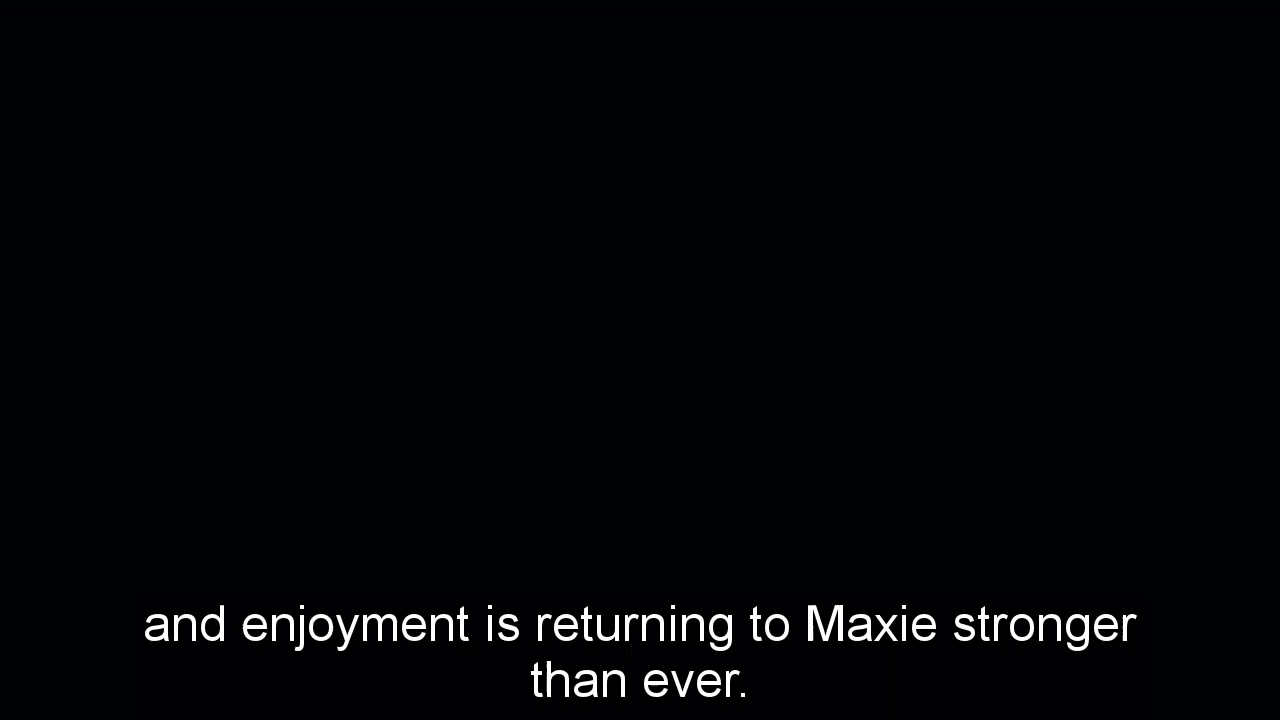 and enjoyment is returning to Maxie stronger
than ever.